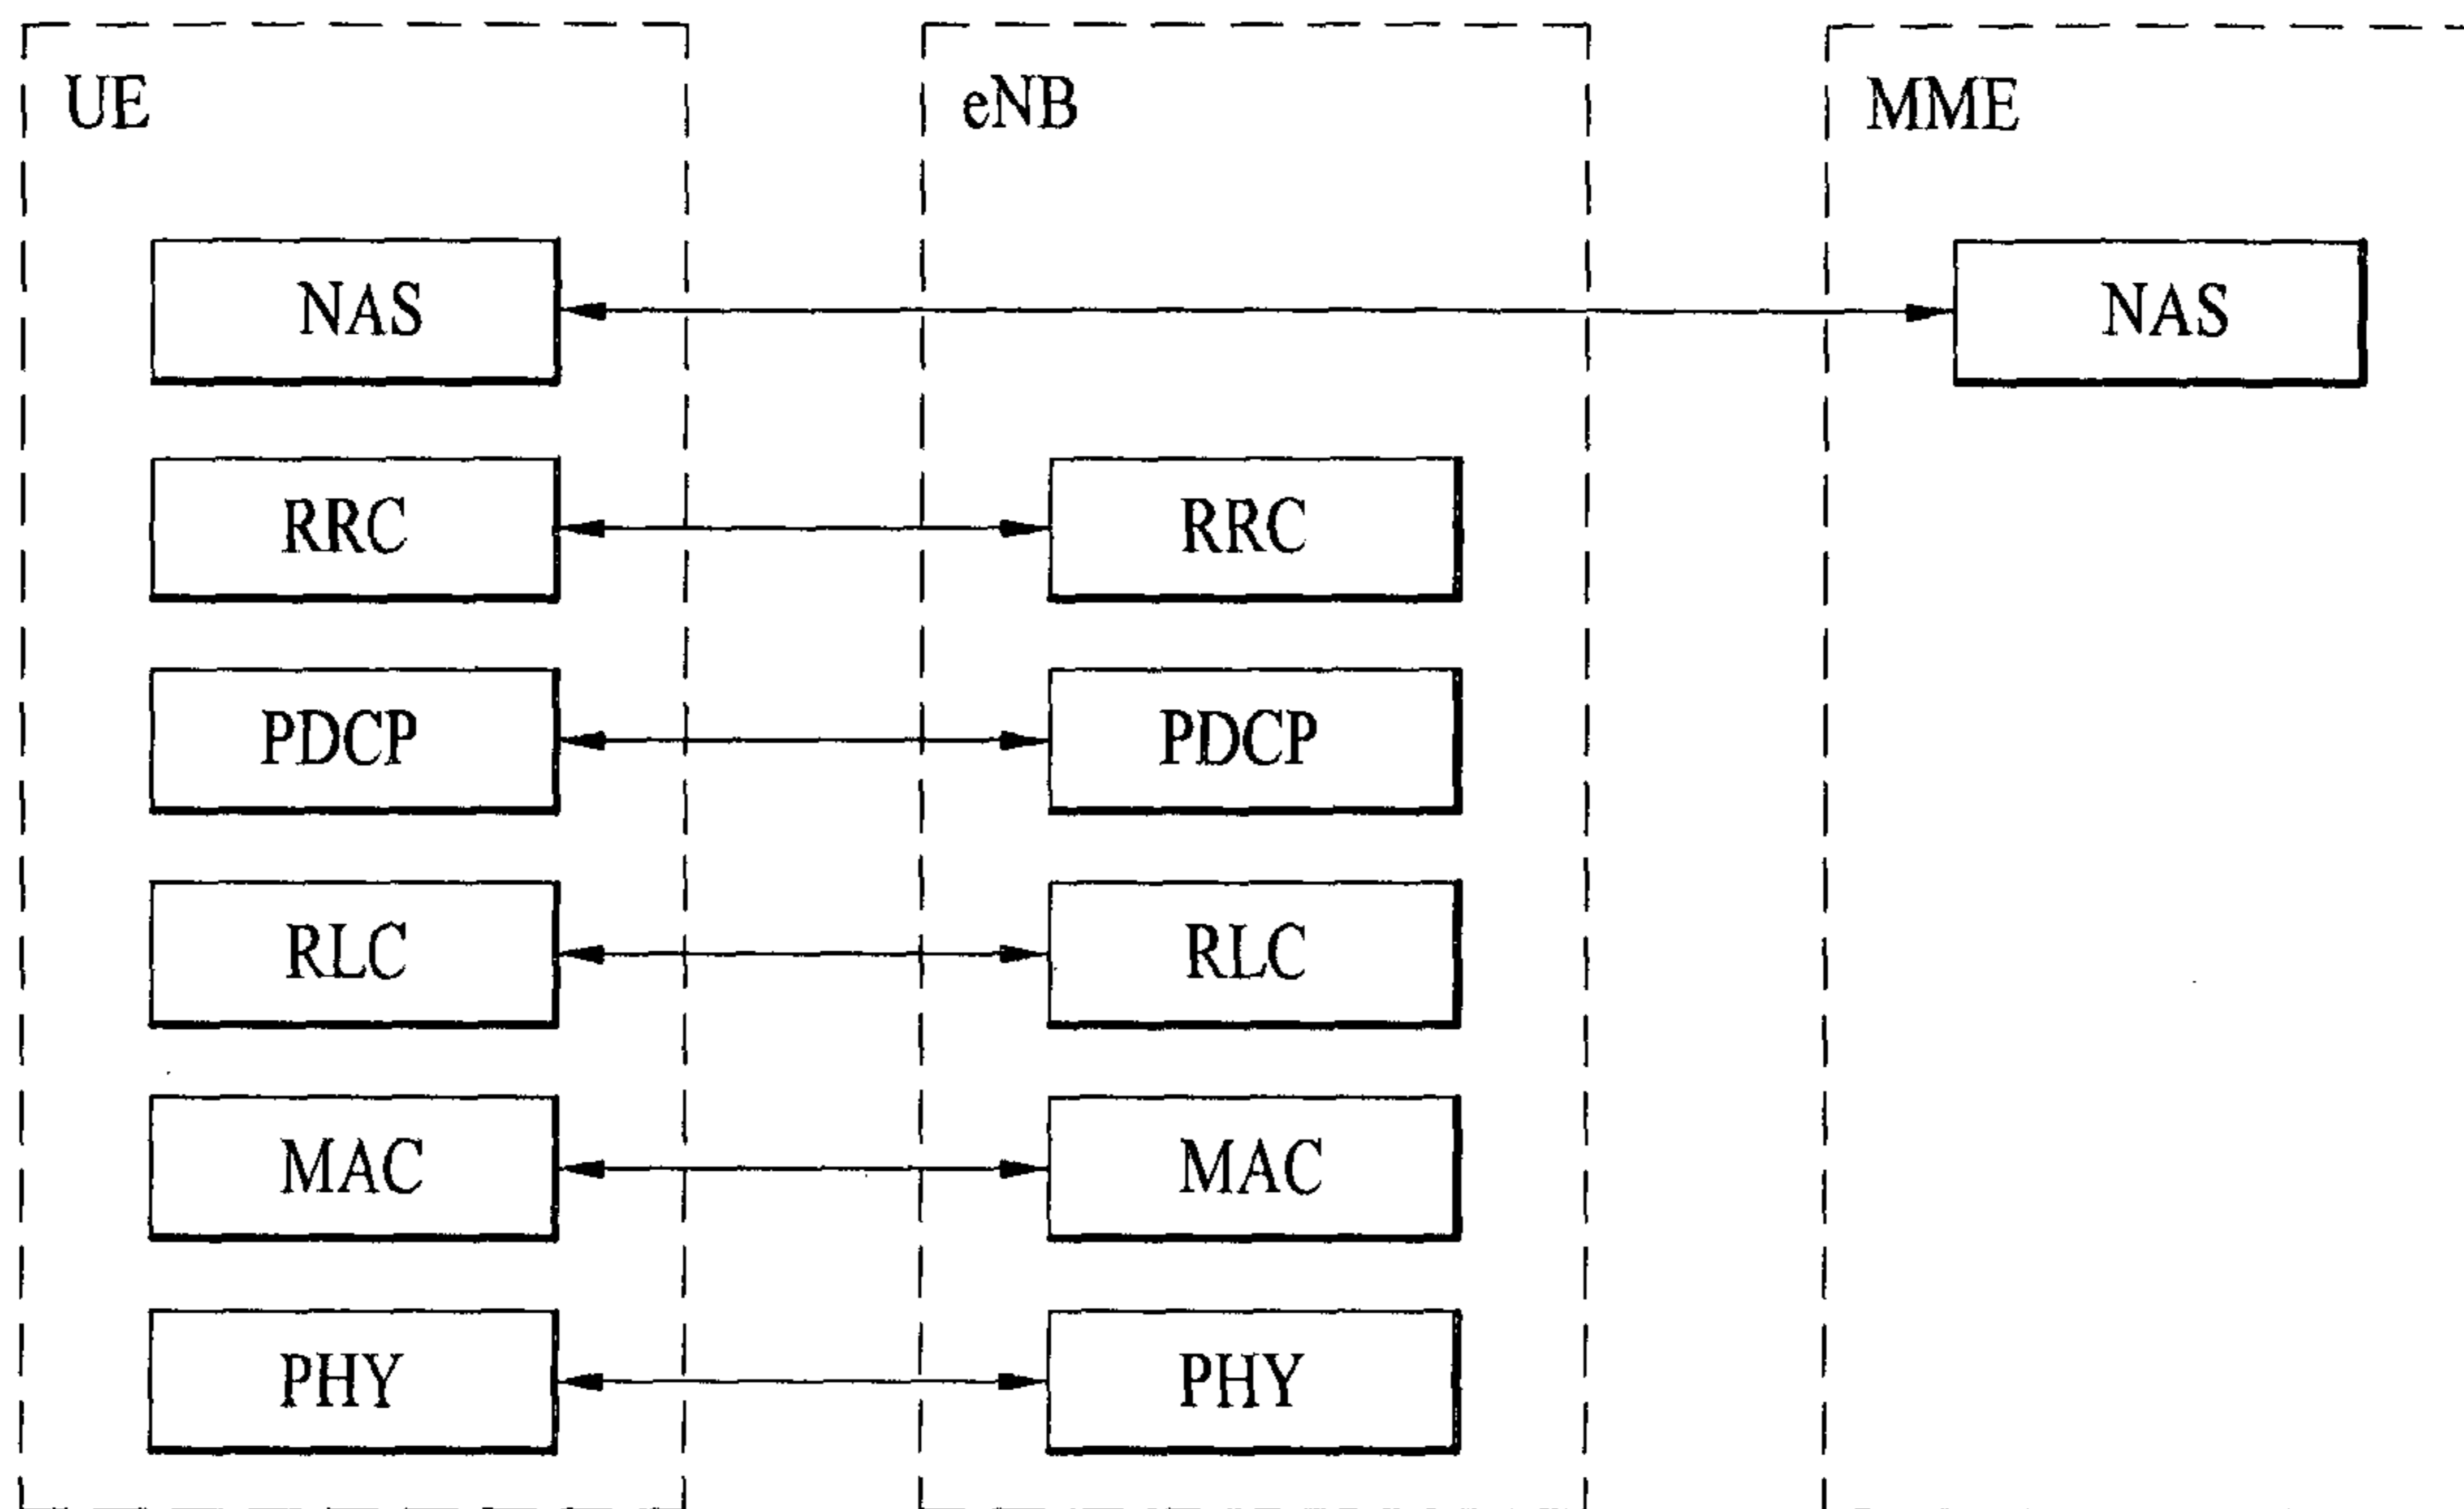 UE
eNB
MME
NAS
NAS
RRC
RRC
PDCP
PDCP
RLC
RLC
MAC
MAC
PHY
PHY